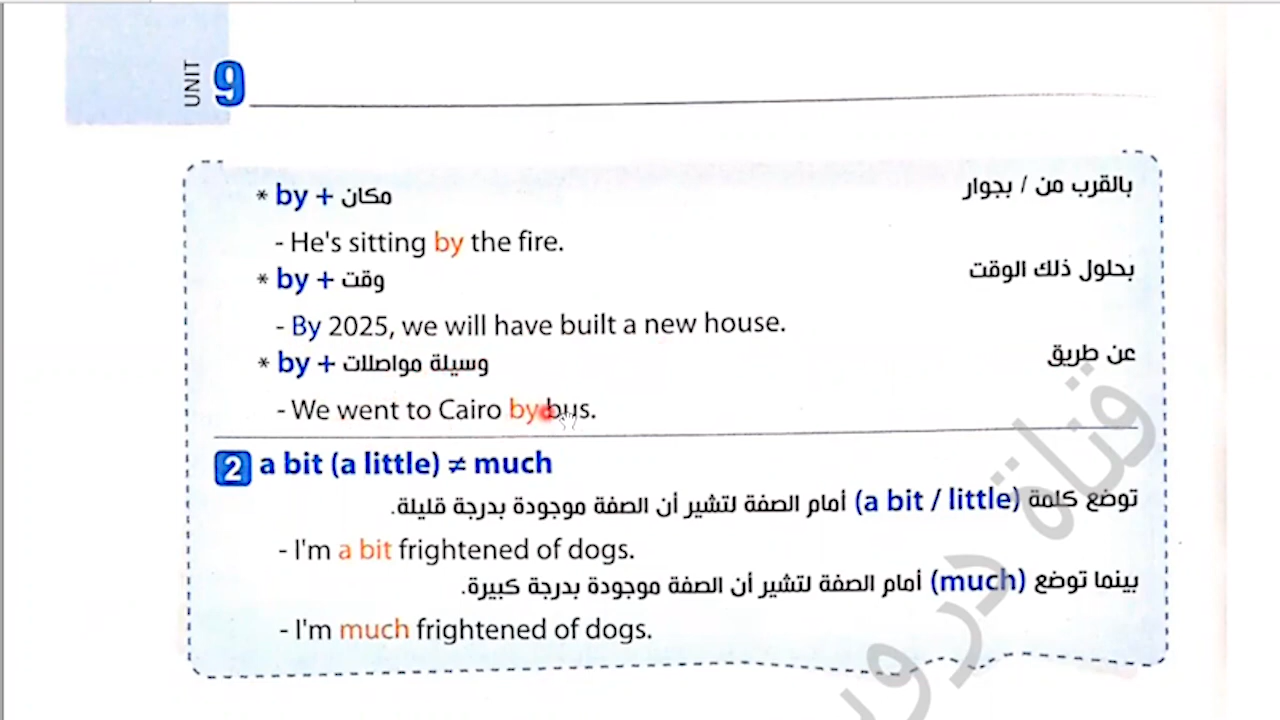 UNIT 9
* by + مكان بالقرب من / بجوار
- He's sitting by the fire.
* by + وقت بحلول ذلك الوقت
- By 2025, we will have built a new house.
* by + وسيلة مواصلات عن طريق
- We went to Cairo by bus.
2 a bit (a little) ≠ much
توضع كلمة (a bit / little) أمام الصفة لتشير أن الصفة موجودة بدرجة قليلة.
- I'm a bit frightened of dogs.
بينما توضع (much) أمام الصفة لتشير أن الصفة موجودة بدرجة كبيرة.
- I'm much frightened of dogs.
قناة